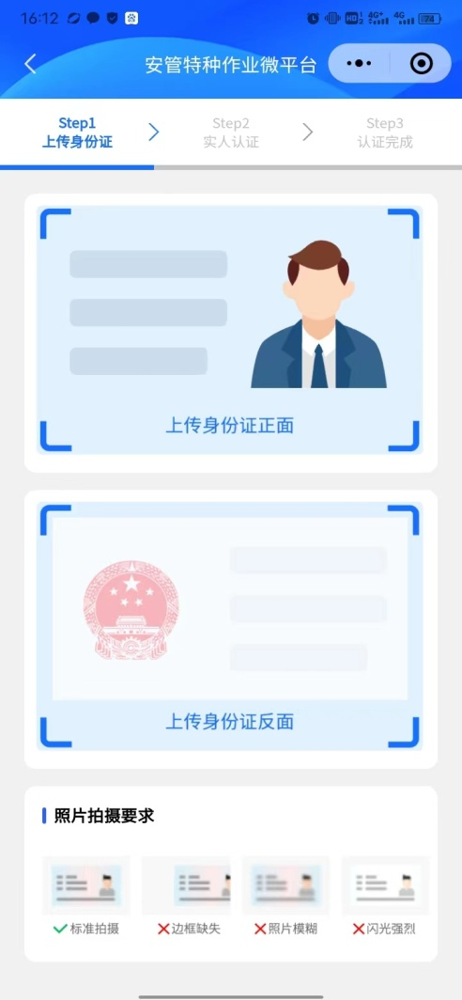 16:12
4G+
4G
安管特种作业微平台
Step1
上传身份证
Step2
实人认证
Step3
认证完成
上传身份证正面
上传身份证反面
照片拍摄要求
标准拍摄
边框缺失
照片模糊
闪光强烈